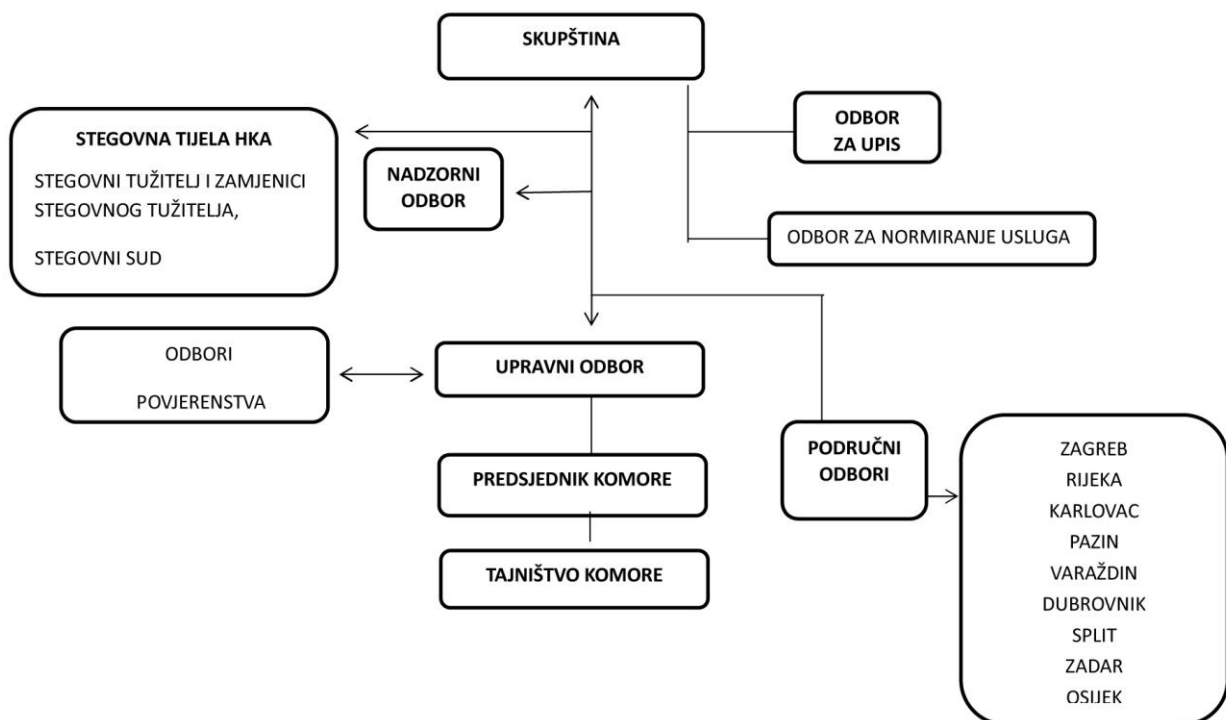 SKUPŠTINA
STEGOVNA TIJELA HKA
STEGOVNI TUŽITELJ I ZAMJENICI
STEGOVNOG TUŽITELJA,
STEGOVNI SUD
NADZORNI
ODBOR
ODBOR
ZA UPIS
ODBOR ZA NORMIRANJE USLUGA
ODBORI
POVJERENSTVA
UPRAVNI ODBOR
PREDSJEDNIK KOMORE
TAJNIŠTVO KOMORE
PODRUČNI
ODBORI
ZAGREB
RIJEKA
KARLOVAC
PAZIN
VARAŽDIN
DUBROVNIK
SPLIT
ZADAR
OSIJEK